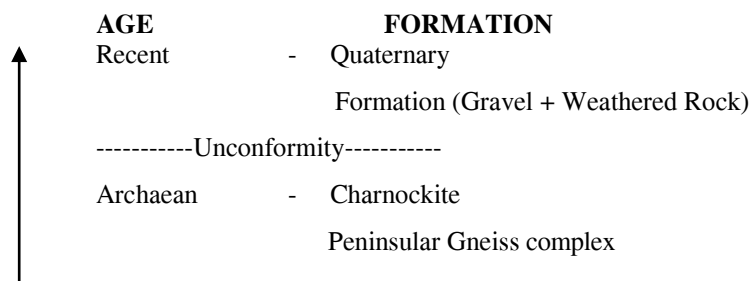 AGE FORMATION
Recent - Quaternary
Formation (Gravel + Weathered Rock)
-----------Unconformity-----------
Archaean - Charnockite
Peninsular Gneiss complex